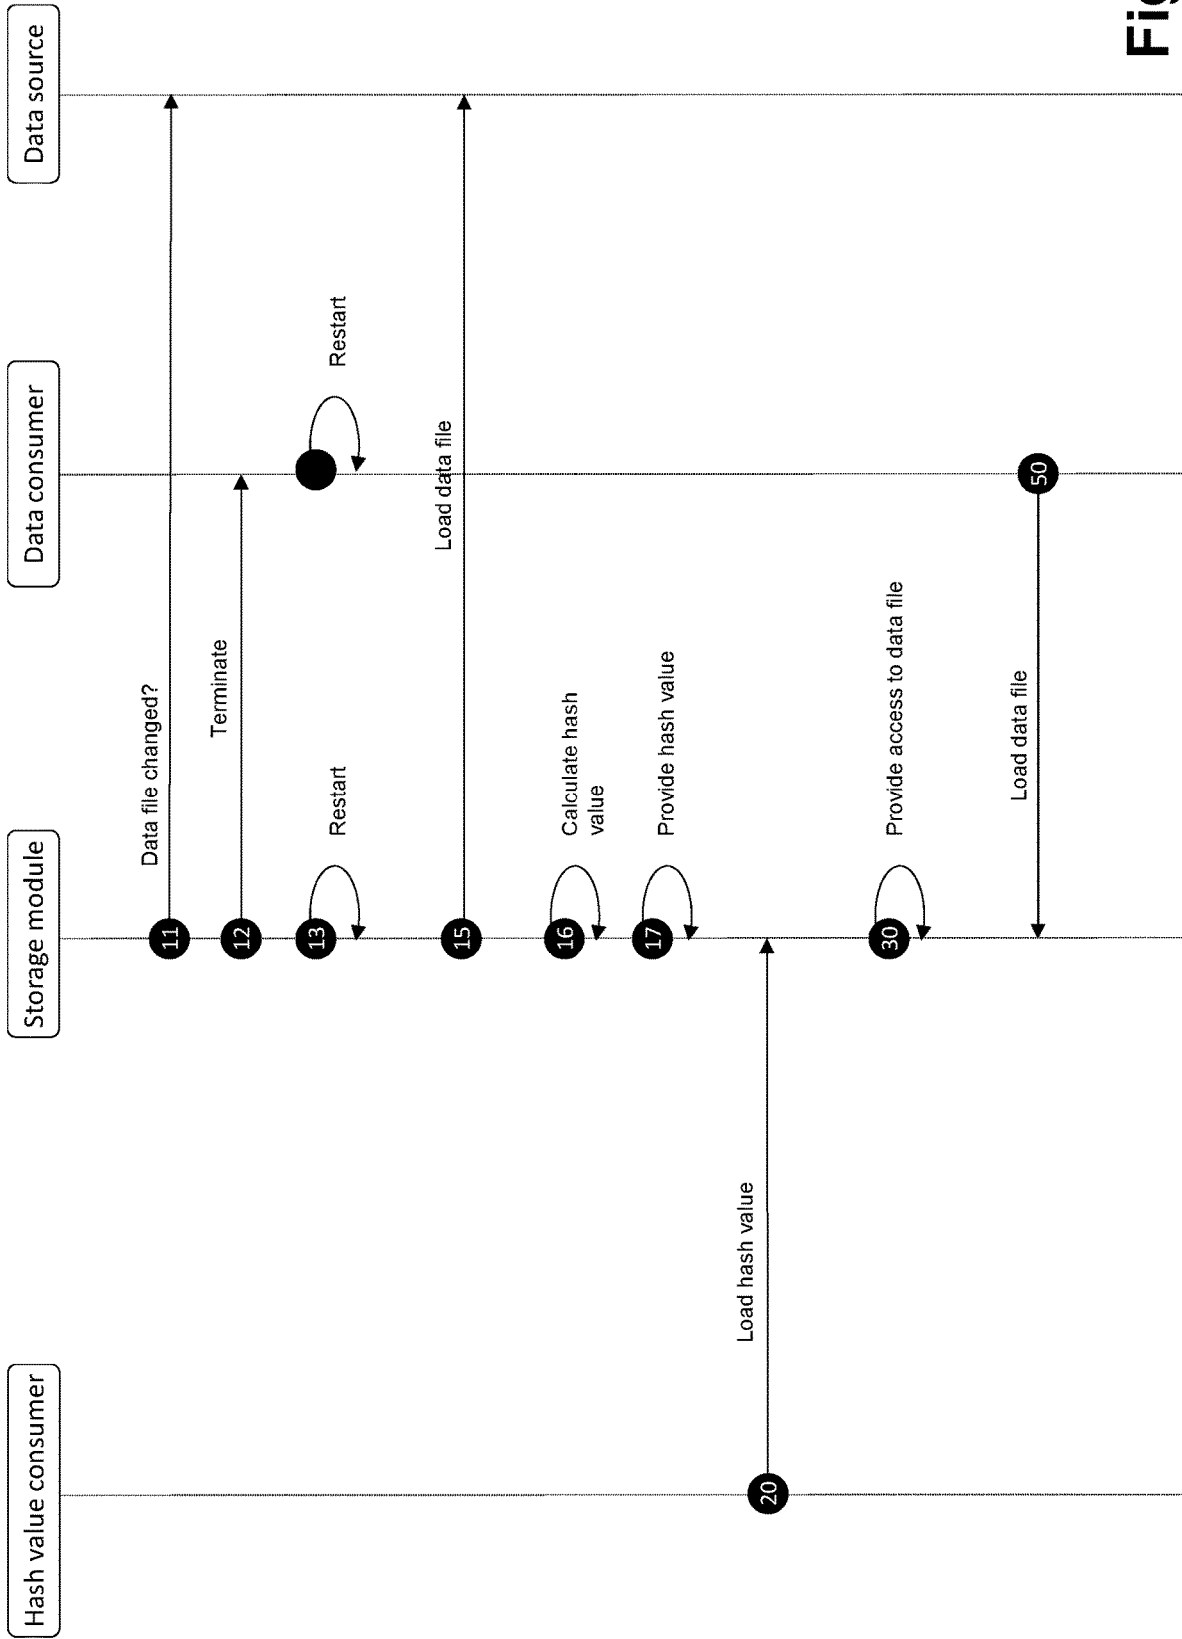 Hash value consumer
Storage module
Data consumer
Data source
11
Data file changed?
12
Terminate
13
Restart
Restart
15
Load data file
16
Calculate hash
value
17
Provide hash value
20
Load hash value
30
Provide access to data file
50
Load data file